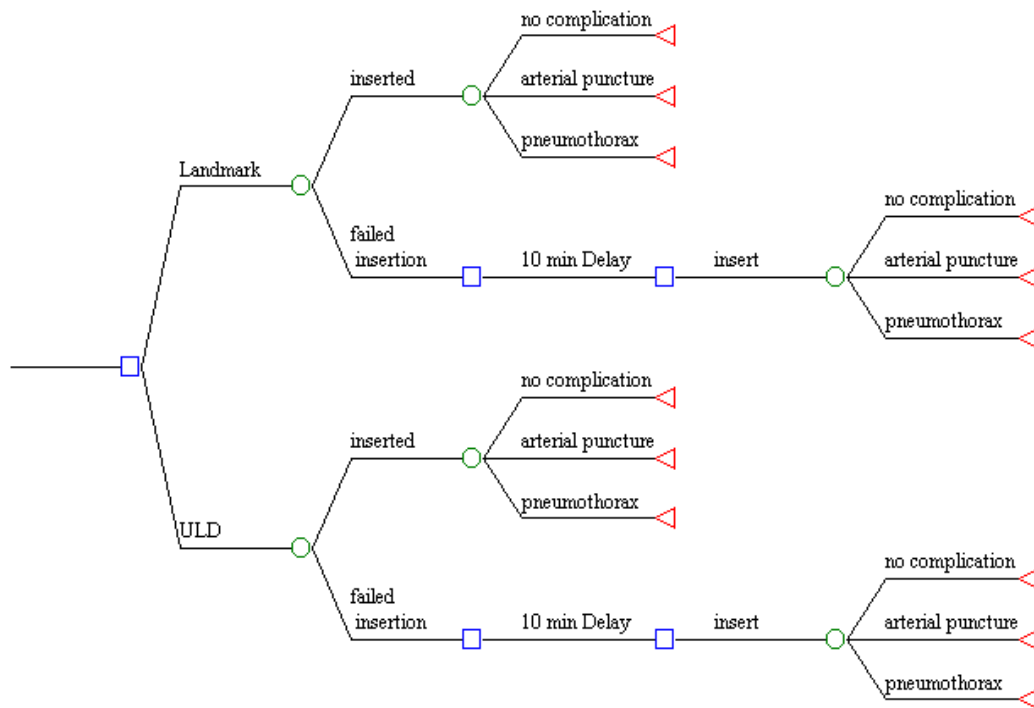 no complication
inserted
arterial puncture
pneumothorax
Landmark
no complication
failed
insertion
10 min Delay
insert
arterial puncture
pneumothorax
no complication
inserted
arterial puncture
pneumothorax
ULD
no complication
failed
insertion
10 min Delay
insert
arterial puncture
pneumothorax